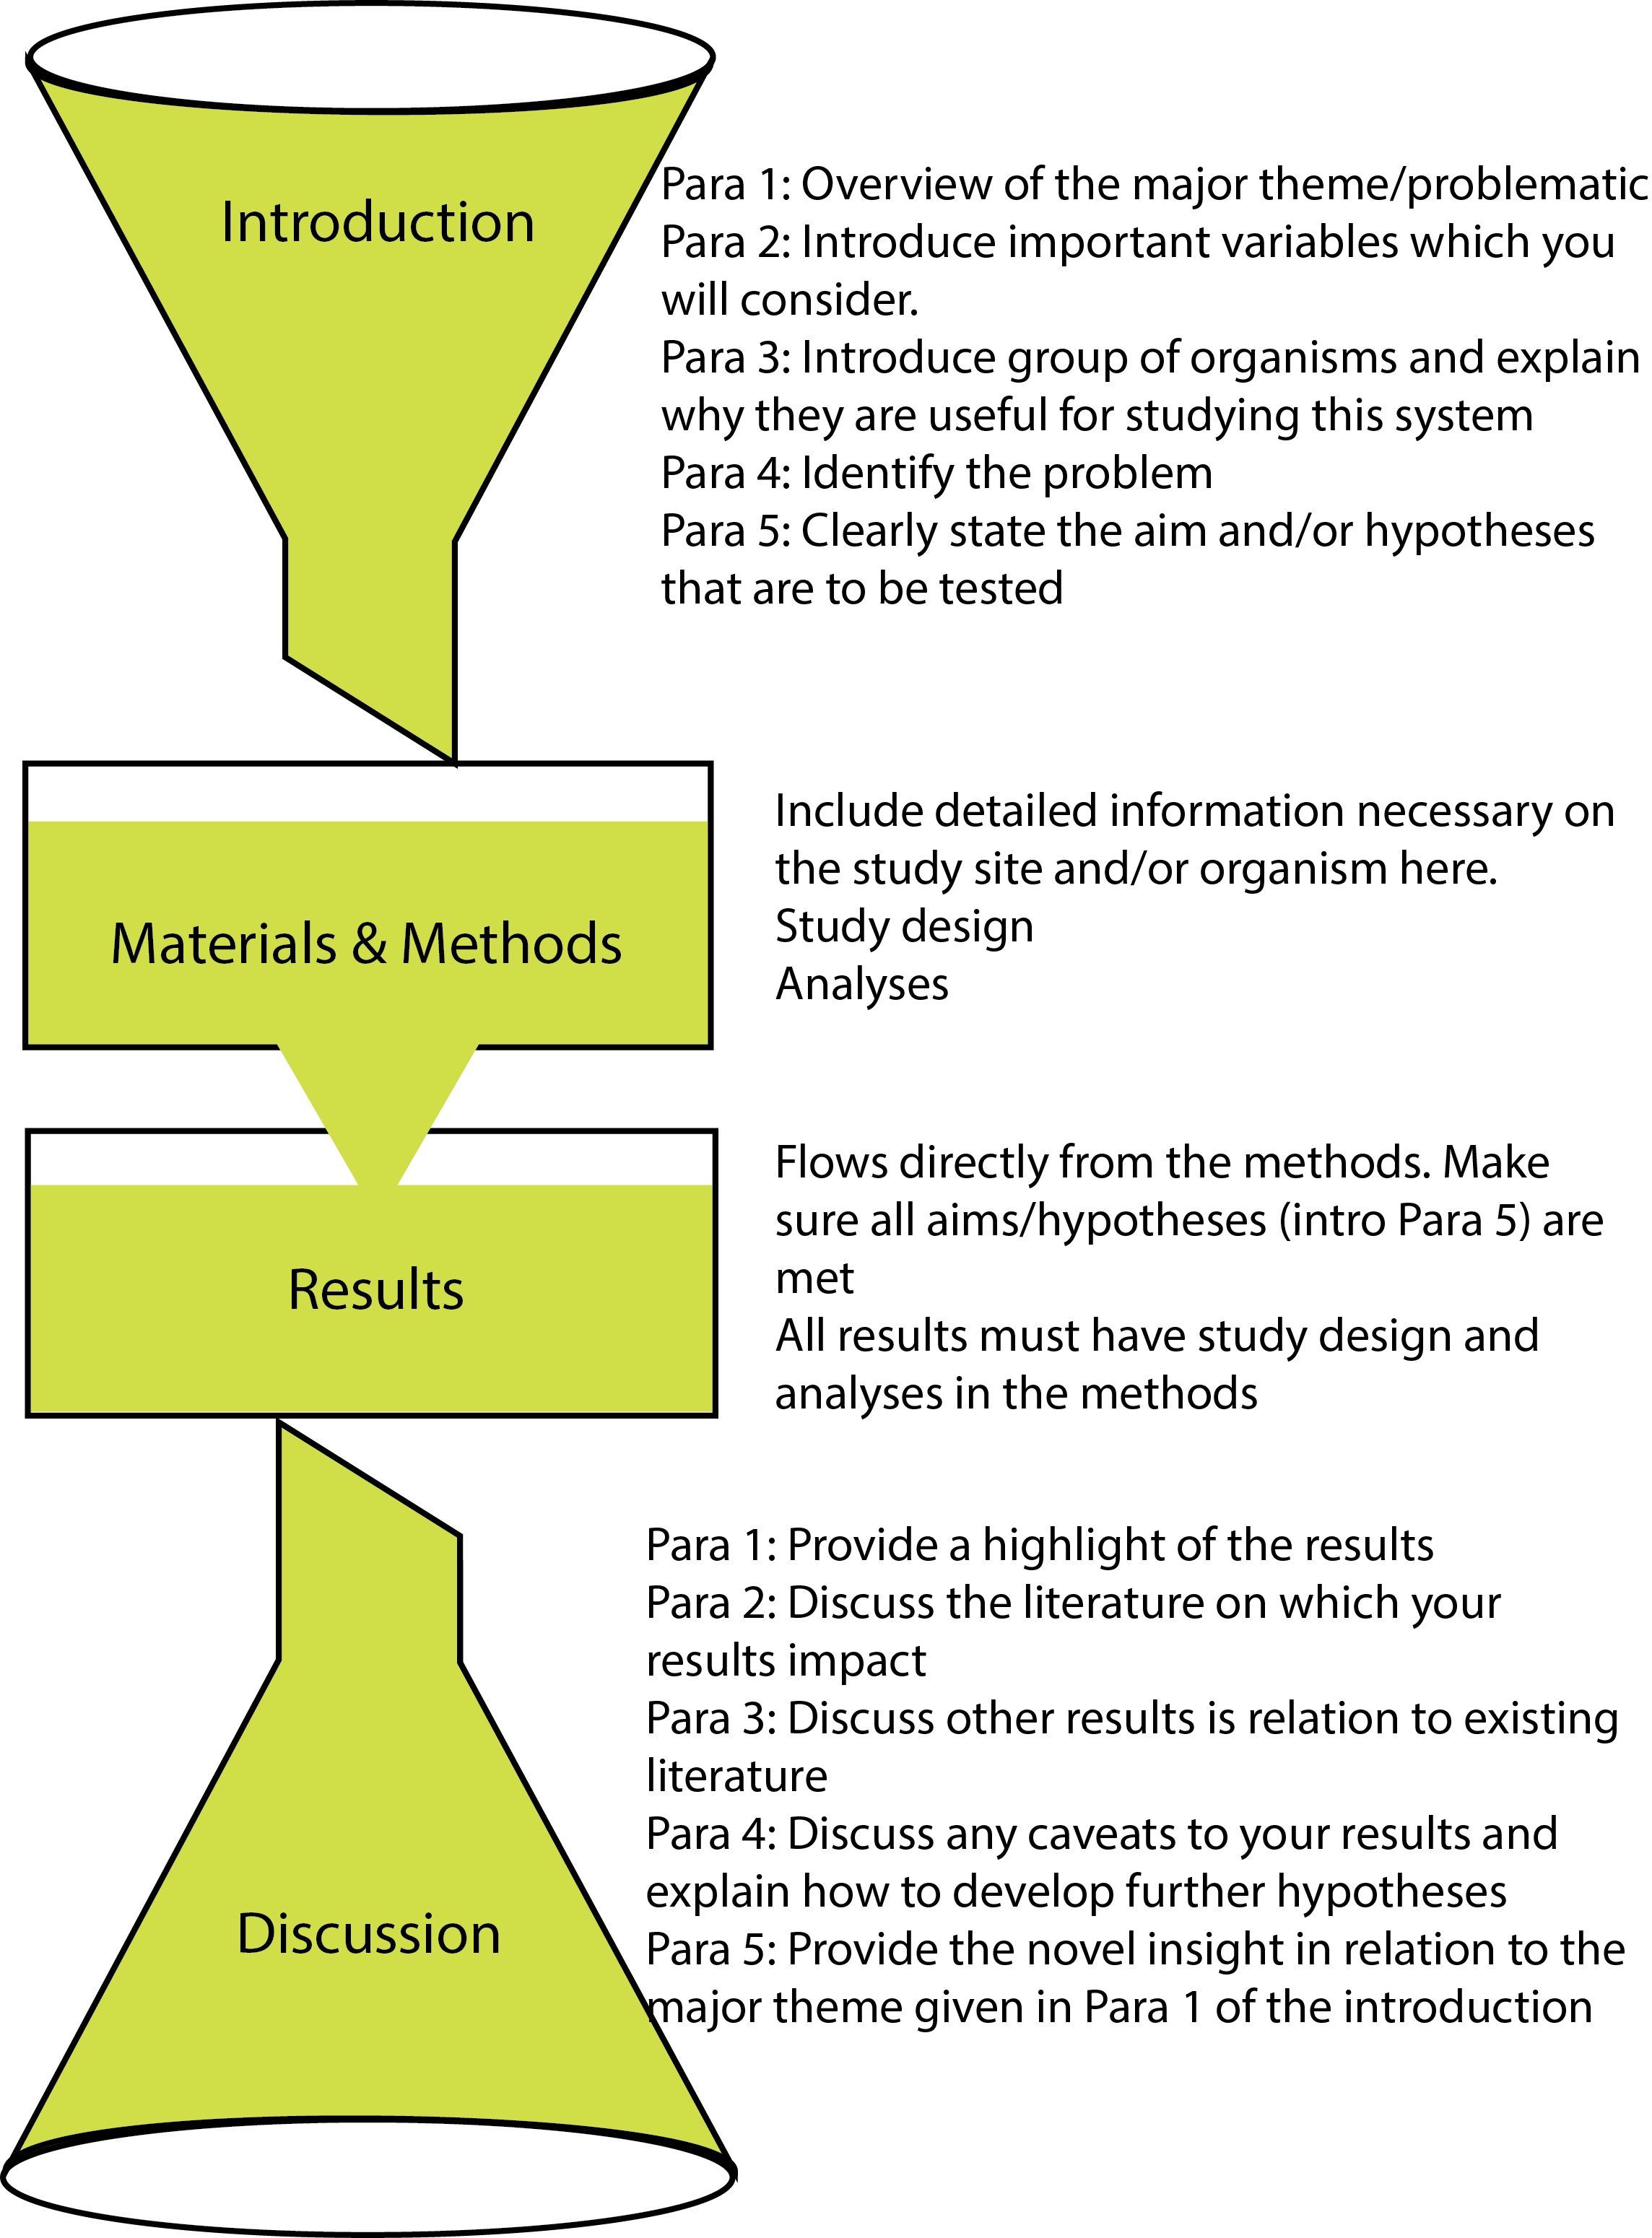 Introduction
Para 1: Overview of the major theme/problematic
Para 2: Introduce important variables which you
will consider.
Para 3: Introduce group of organisms and explain
why they are useful for studying this system
Para 4: Identify the problem
Para 5: Clearly state the aim and/or hypotheses
that are to be tested
Materials & Methods
Include detailed information necessary on
the study site and/or organism here.
Study design
Analyses
Results
Flows directly from the methods. Make
sure all aims/hypotheses (intro Para 5) are
met
All results must have study design and
analyses in the methods
Discussion
Para 1: Provide a highlight of the results
Para 2: Discuss the literature on which your
results impact
Para 3: Discuss other results is relation to existing
literature
Para 4: Discuss any caveats to your results and
explain how to develop further hypotheses
Para 5: Provide the novel insight in relation to the
major theme given in Para 1 of the introduction